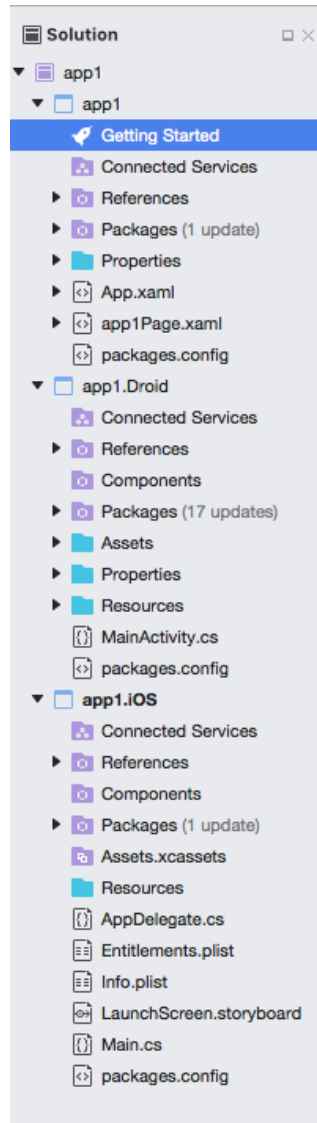 Solution
app1
app1
Getting Started
Connected Services
References
Packages (1 update)
Properties
App.xaml
app1Page.xaml
packages.config
app1.Droid
Connected Services
References
Components
Packages (17 updates)
Assets
Properties
Resources
MainActivity.cs
packages.config
app1.iOS
Connected Services
References
Components
Packages (1 update)
Assets.xcassets
Resources
AppDelegate.cs
Entitlements.plist
Info.plist
LaunchScreen.storyboard
Main.cs
packages.config